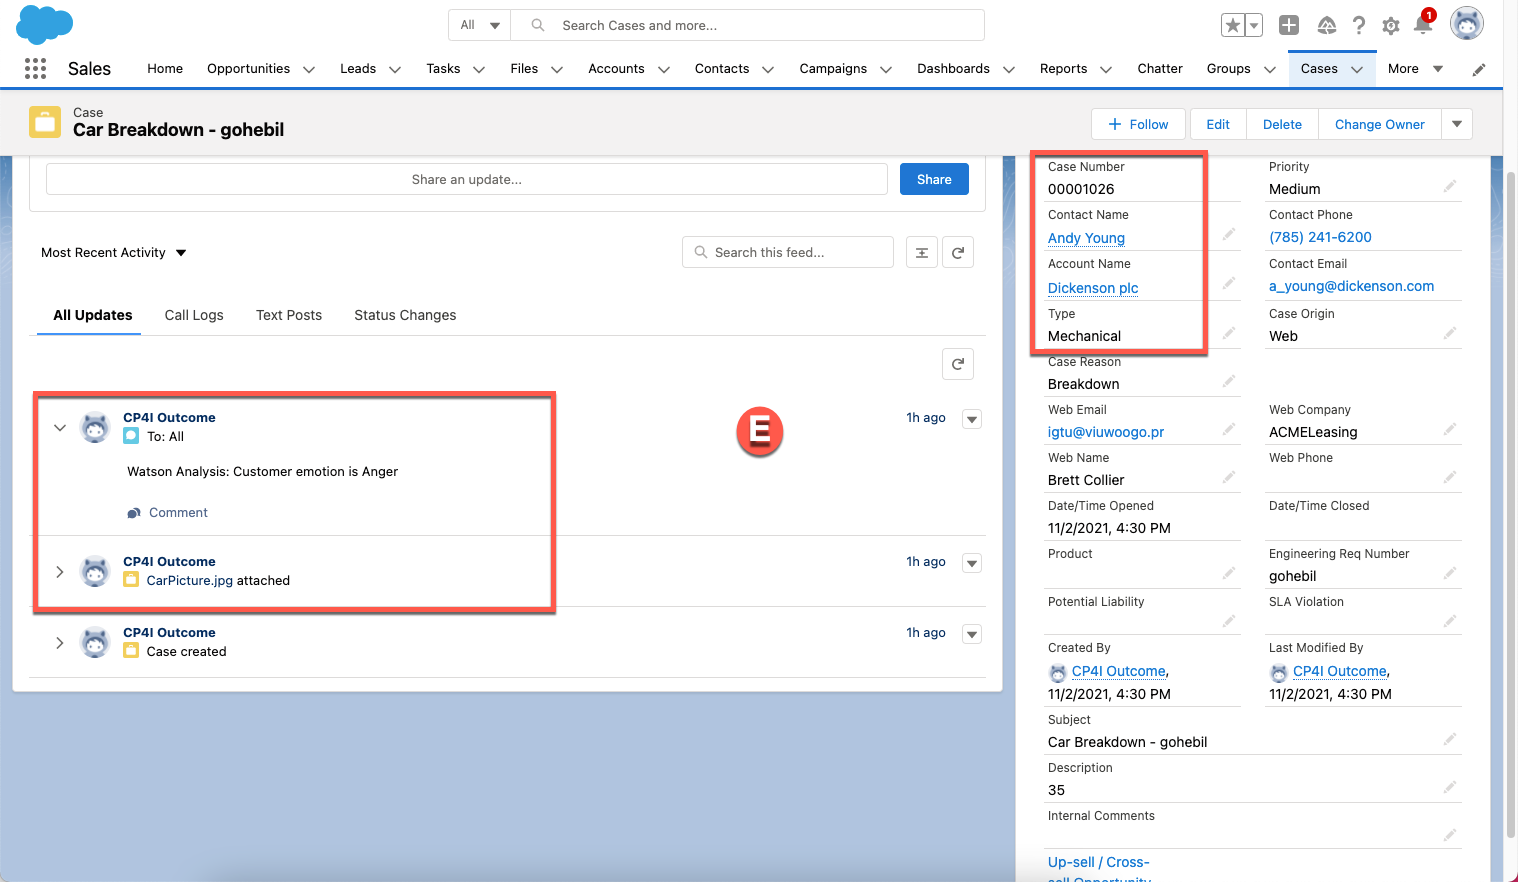 All
Search Cases and more...
1
Sales
Home
Opportunities
Leads
Tasks
Files
Accounts
Contacts
Campaigns
Dashboards
Reports
Chatter
Groups
Cases
More
Case
Car Breakdown - gohebil
Follow
Edit
Delete
Change Owner
Share an update...
Share
Most Recent Activity
Search this feed...
All Updates
Call Logs
Text Posts
Status Changes
CP4I Outcome
1h ago
To: All
Watson Analysis: Customer emotion is Anger
Comment
CP4I Outcome
1h ago
CarPicture.jpg attached
CP4I Outcome
1h ago
Case created
E
Case Number
00001026
Priority
Medium
Contact Name
Andy Young
Contact Phone
(785) 241-6200
Account Name
Dickenson plc
Contact Email
a_young@dickenson.com
Type
Mechanical
Case Origin
Web
Case Reason
Breakdown
Web Email
igtu@viuwoogo.pr
Web Company
ACMELeasing
Web Name
Brett Collier
Web Phone
Date/Time Opened
11/2/2021, 4:30 PM
Date/Time Closed
Product
Engineering Req Number
gohebil
Potential Liability
SLA Violation
Created By
CP4I Outcome,
11/2/2021, 4:30 PM
Last Modified By
CP4I Outcome,
11/2/2021, 4:30 PM
Subject
Car Breakdown - gohebil
Description
35
Internal Comments
Up-sell / Cross-
sell Opportunity